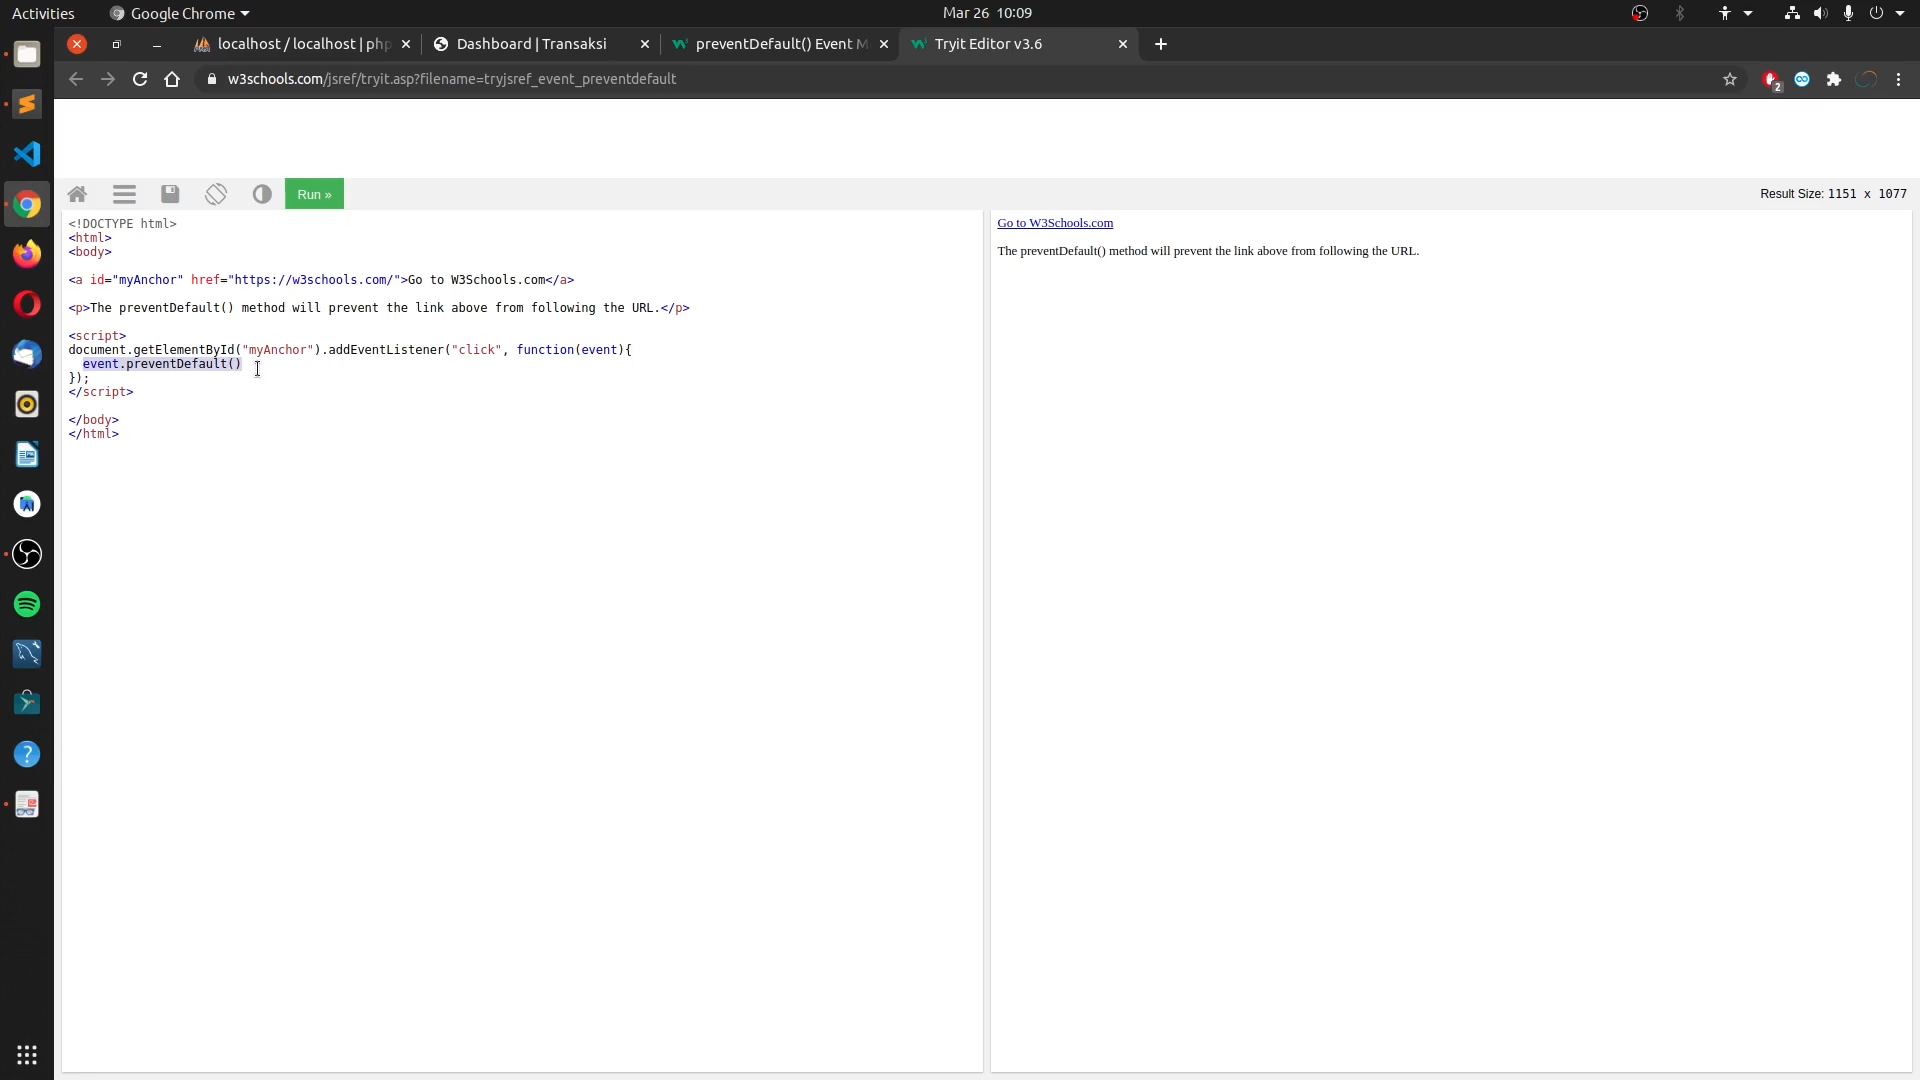 Activities
Google Chrome
Mar 26 10:09
localhost / localhost | php
Dashboard | Transaksi
preventDefault() Event M
Tryit Editor v3.6
w3schools.com/jsref/tryit.asp?filename=tryjsref_event_preventdefault
2
Run »
Result Size: 1151 x 1077
<!DOCTYPE html>
<html>
<body>
<a id="myAnchor" href="https://w3schools.com/">Go to W3Schools.com</a>
<p>The preventDefault() method will prevent the link above from following the URL.</p>
<script>
document.getElementById("myAnchor").addEventListener("click", function(event){
event.preventDefault()
});
</script>
</body>
</html>
Go to W3Schools.com
The preventDefault() method will prevent the link above from following the URL.